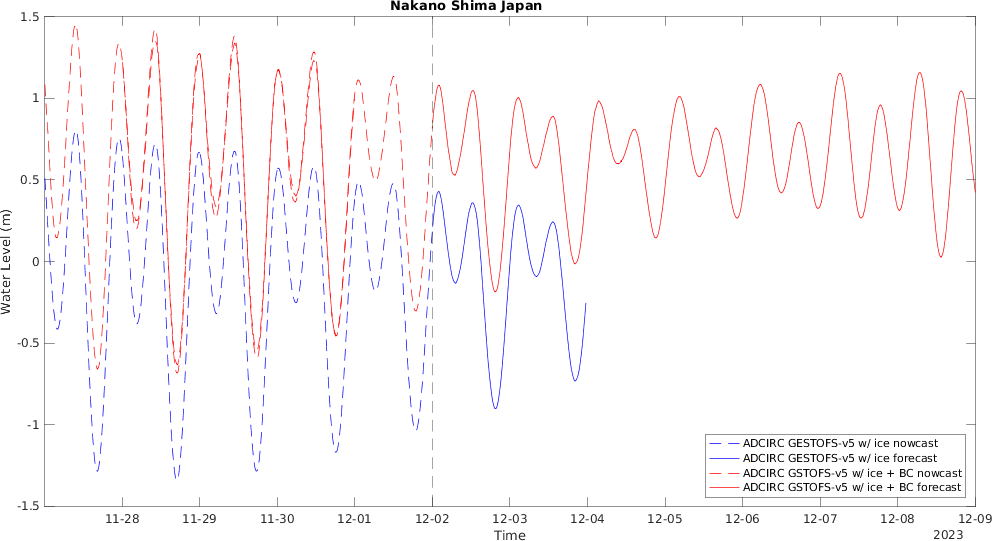 Nakano Shima Japan
1.5
1
0.5
0
-0.5
-1
-1.5
Water Level (m)
ADCIRC GESTOFS-v5 w/ ice nowcast
ADCIRC GESTOFS-v5 w/ ice forecast
ADCIRC GSTOFS-v5 w/ ice + BC nowcast
ADCIRC GSTOFS-v5 w/ ice + BC forecast
11-28 11-29 11-30 12-01 12-02 12-03 12-04 12-05 12-06 12-07 12-08 12-09
Time 2023